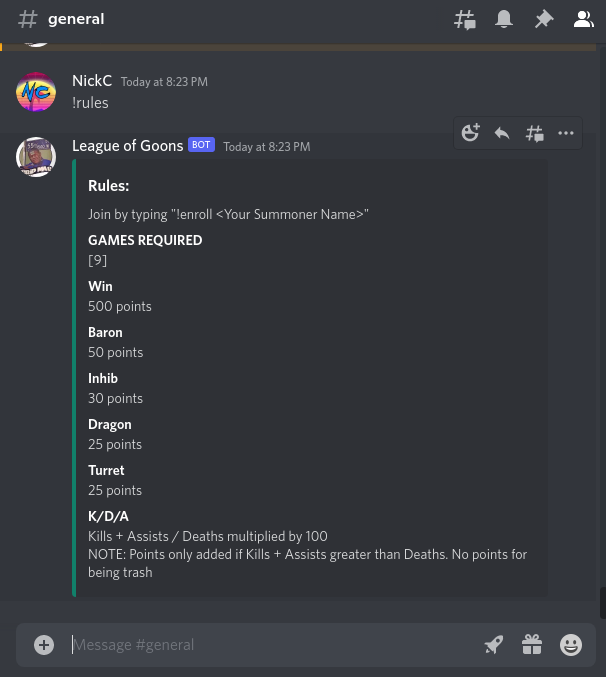 # general
NickC Today at 8:23 PM
!rules
League of Goons BOT Today at 8:23 PM
Rules:
Join by typing "!enroll <Your Summoner Name>"
GAMES REQUIRED
[9]
Win
500 points
Baron
50 points
Inhib
30 points
Dragon
25 points
Turret
25 points
K/D/A
Kills + Assists / Deaths multiplied by 100
NOTE: Points only added if Kills + Assists greater than Deaths. No points for
being trash
Message #general